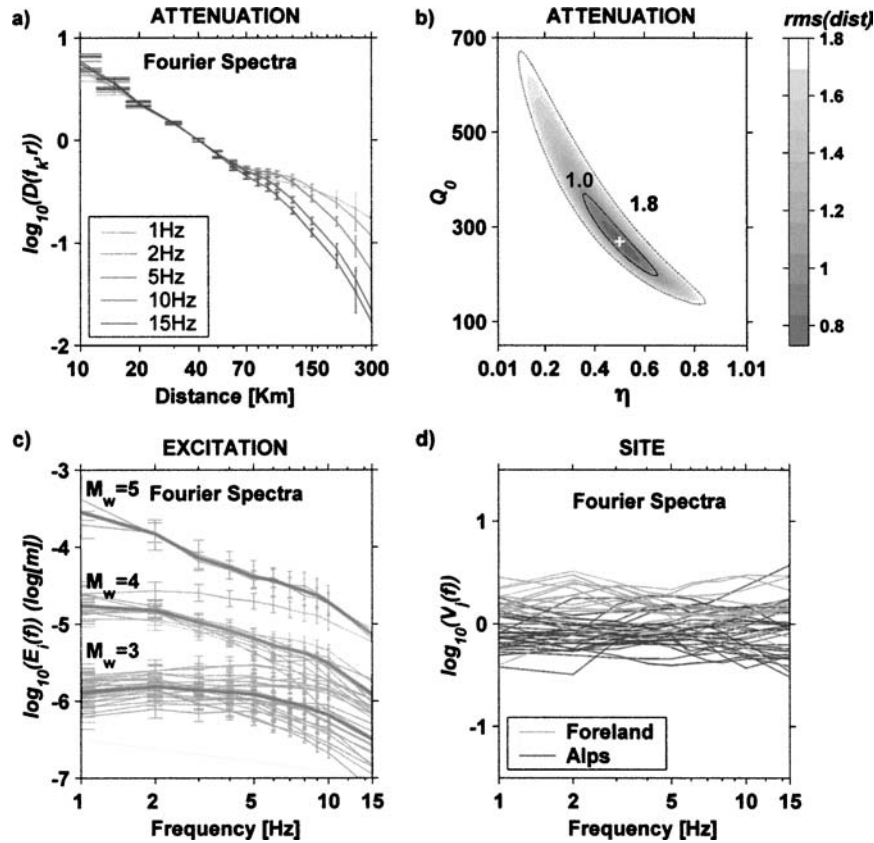 a) ATTENUATION
Fourier Spectra
log10(D(fk,r))
1
0
-1
-2
1Hz
2Hz
5Hz
10Hz
15Hz
10 20 40 70 150 300
Distance [Km]
b) ATTENUATION
Q0
700
500
300
100
1.0
1.8
0.01 0.2 0.4 0.6 0.8 1.01
η
rms(dist)
1.8
1.6
1.4
1.2
1
0.8
c) EXCITATION
Fourier Spectra
log10(Ei(f)) (log[m])
-3
-4
-5
-6
-7
Mw=5
Mw=4
Mw=3
1 2 5 10 15
Frequency [Hz]
d) SITE
Fourier Spectra
log10(Vj(f))
1
0
-1
Foreland
Alps
1 2 5 10 15
Frequency [Hz]